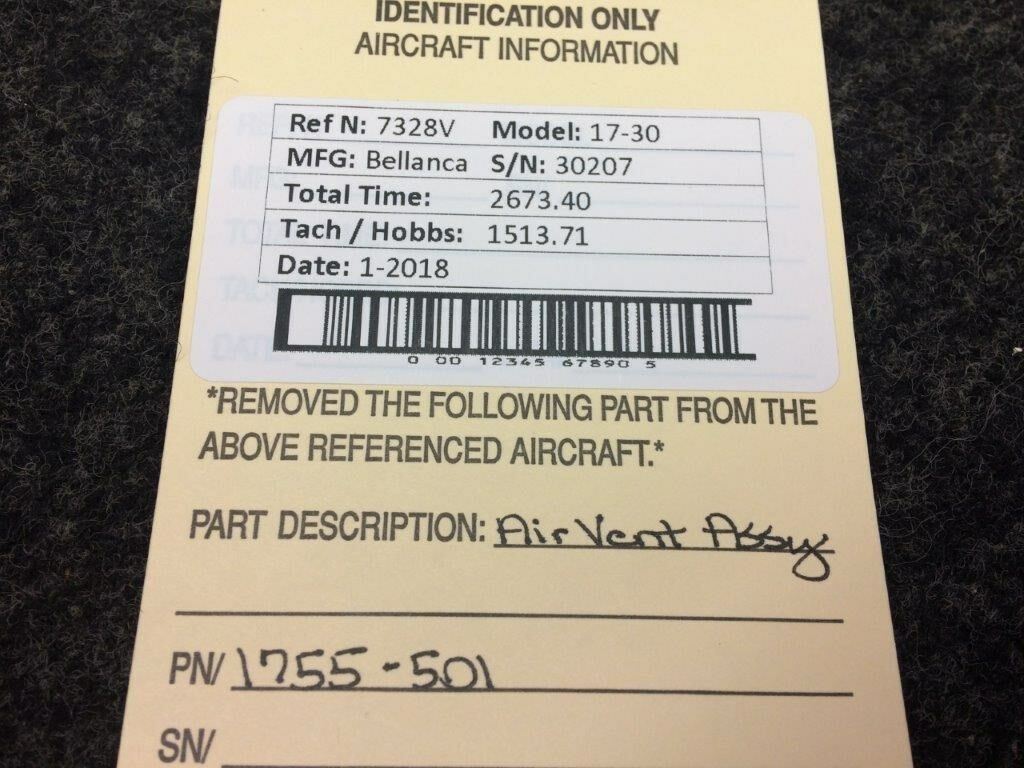 IDENTIFICATION ONLY
AIRCRAFT INFORMATION
Ref N: 7328V Model: 17-30
MFG: Bellanca S/N: 30207
Total Time: 2673.40
Tach / Hobbs: 1513.71
Date: 1-2018
0 00 12345 67890 5
*REMOVED THE FOLLOWING PART FROM THE
ABOVE REFERENCED AIRCRAFT.*
PART DESCRIPTION: Air Vent Assy
PN/ 1755-501
SN/